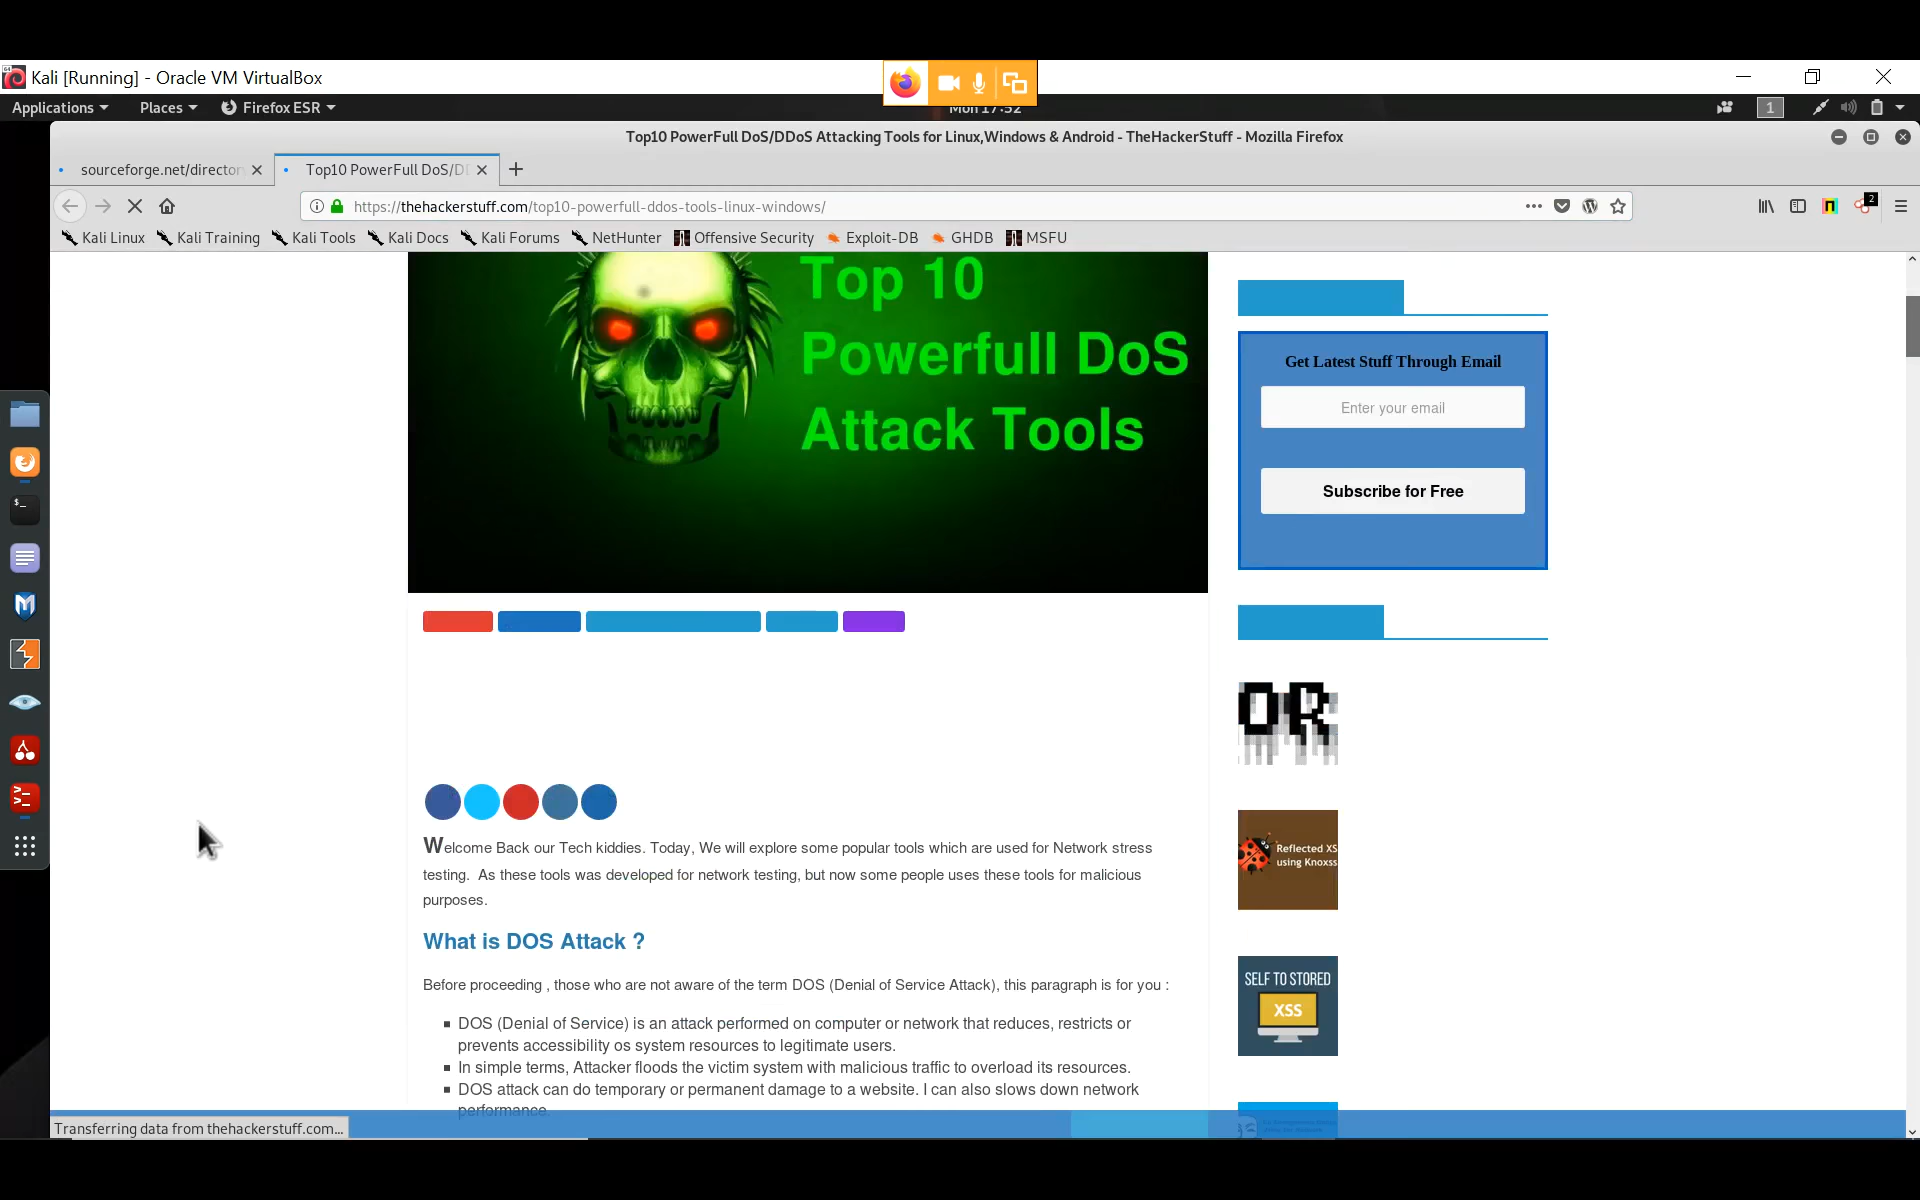 Kali [Running] - Oracle VM VirtualBox
Applications Places Firefox ESR Mon 17:52 1
Top10 PowerFull DoS/DDoS Attacking Tools for Linux,Windows & Android - TheHackerStuff - Mozilla Firefox
sourceforge.net/director Top10 PowerFull DoS/D
https://thehackerstuff.com/top10-powerfull-ddos-tools-linux-windows/
2
Kali Linux Kali Training Kali Tools Kali Docs Kali Forums NetHunter Offensive Security Exploit-DB GHDB MSFU
Top 10
Powerfull DoS
Attack Tools
Get Latest Stuff Through Email
Enter your email
Subscribe for Free
OR
Reflected XS
using Knoxss
SELF TO STORED
XSS
Welcome Back our Tech kiddies. Today, We will explore some popular tools which are used for Network stress
testing. As these tools was developed for network testing, but now some people uses these tools for malicious
purposes.
What is DOS Attack ?
Before proceeding , those who are not aware of the term DOS (Denial of Service Attack), this paragraph is for you :
DOS (Denial of Service) is an attack performed on computer or network that reduces, restricts or
prevents accessibility os system resources to legitimate users.
In simple terms, Attacker floods the victim system with malicious traffic to overload its resources.
DOS attack can do temporary or permanent damage to a website. I can also slows down network
performance.
Transferring data from thehackerstuff.com...